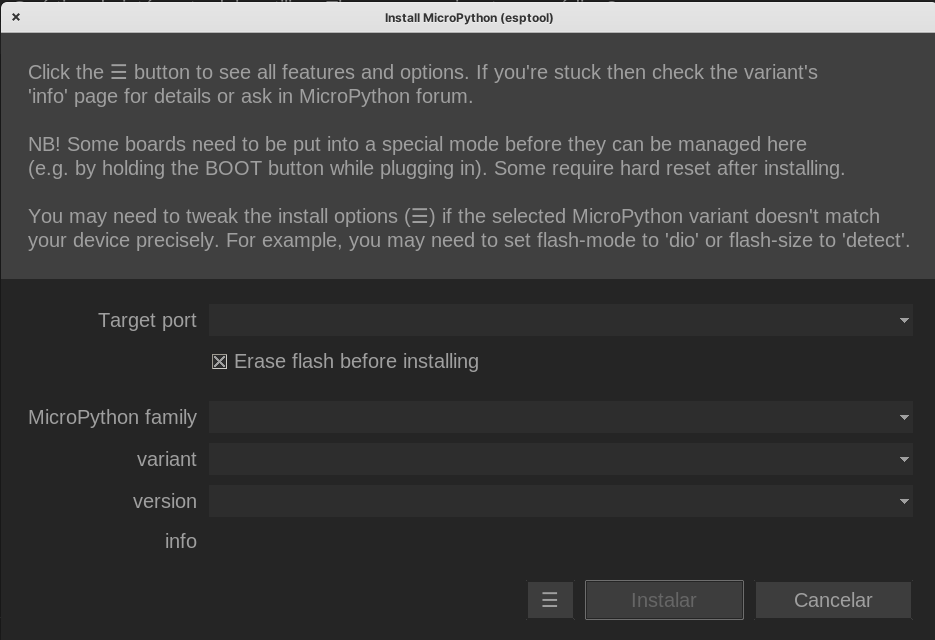 Install MicroPython (esptool)
Click the ☰ button to see all features and options. If you're stuck then check the variant's
'info' page for details or ask in MicroPython forum.
NB! Some boards need to be put into a special mode before they can be managed here
(e.g. by holding the BOOT button while plugging in). Some require hard reset after installing.
You may need to tweak the install options (☰) if the selected MicroPython variant doesn't match
your device precisely. For example, you may need to set flash-mode to 'dio' or flash-size to 'detect'.
Target port
Erase flash before installing
MicroPython family
variant
version
info
☰ Instalar Cancelar